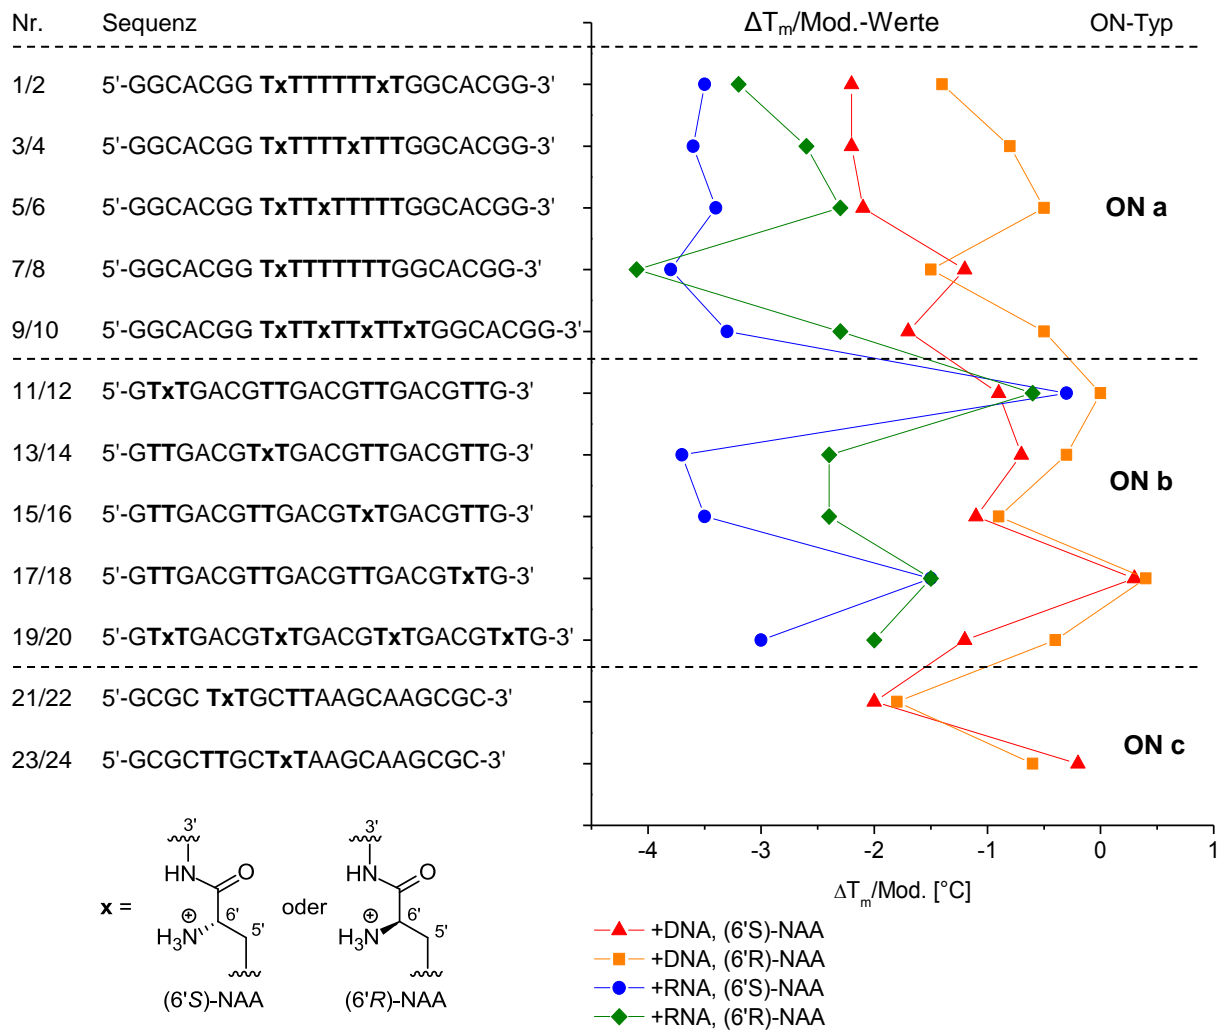 Nr. Sequenz ΔTm/Mod.-Werte ON-Typ
1/2 5'-GGCACGG TxTTTTTTxTGGCACGG-3'
3/4 5'-GGCACGG TxTTTTxTTTGGCACGG-3'
5/6 5'-GGCACGG TxTTxTTTTTGGCACGG-3'
ON a
7/8 5'-GGCACGG TxTTTTTTTGGCACGG-3'
9/10 5'-GGCACGG TxTTxTTxTTxTGGCACGG-3'
11/12 5'-GTxTGACGTTGACGTTGACGTTG-3'
13/14 5'-GTTGACGTxTGACGTTGACGTTG-3'
ON b
15/16 5'-GTTGACGTTGACGTxTGACGTTG-3'
17/18 5'-GTTGACGTTGACGTTGACGTxTG-3'
19/20 5'-GTxTGACGTxTGACGTxTGACGTxTG-3'
21/22 5'-GCGC TxTGCTTAAGCAAGCGC-3'
ON c
23/24 5'-GCGCTTGCTxTAAGCAAGCGC-3'
-4 -3 -2 -1 0 1
ΔTm/Mod. [°C]
x =
3'
HN
O
6'
5'
H3N
⊕
(6'S)-NAA
oder
3'
HN
O
6'
5'
H3N
⊕
(6'R)-NAA
+DNA, (6'S)-NAA
+DNA, (6'R)-NAA
+RNA, (6'S)-NAA
+RNA, (6'R)-NAA